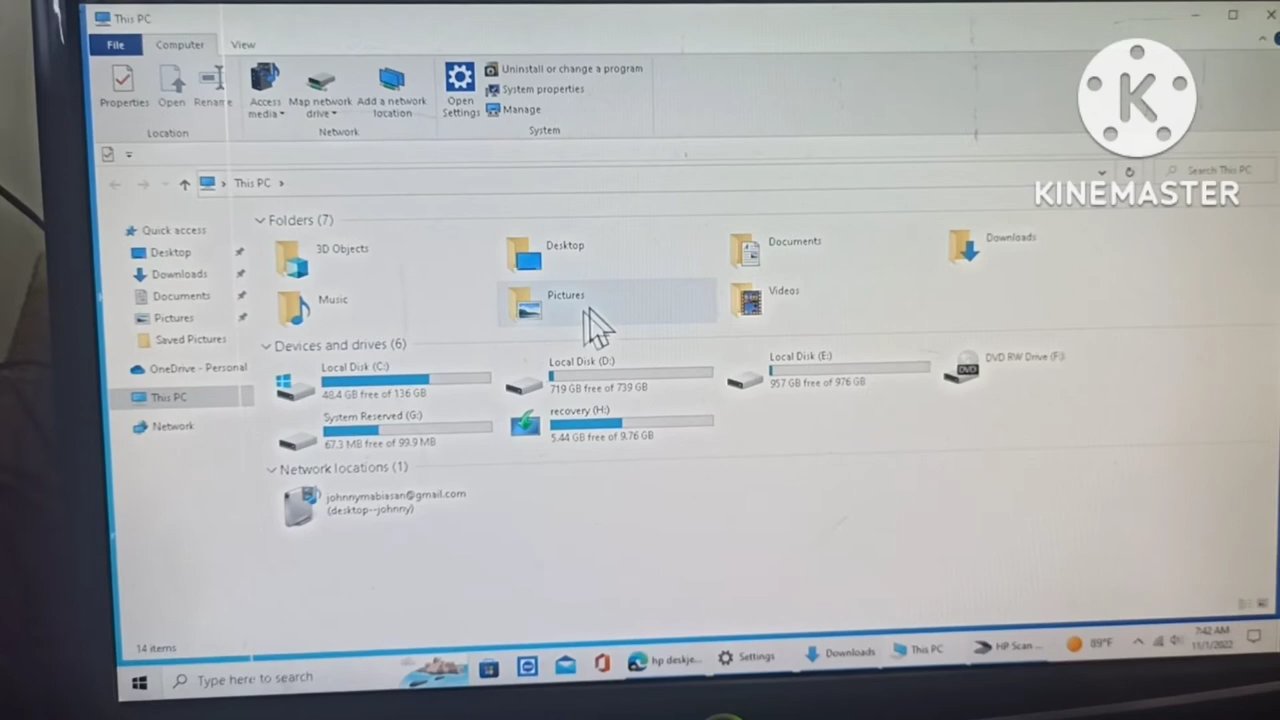 This PC
File Computer View
Properties Open Rename
Location
Access media
Map network drive
Add a network location
Network
Open Settings
Uninstall or change a program
System properties
Manage
System
K
KINEMASTER
This PC
Search This PC
Quick access
Desktop
Downloads
Documents
Pictures
Saved Pictures
OneDrive - Personal
This PC
Network
Folders (7)
3D Objects
Desktop
Documents
Downloads
Music
Pictures
Videos
Devices and drives (6)
Local Disk (C:)
48.4 GB free of 136 GB
Local Disk (D:)
719 GB free of 739 GB
Local Disk (E:)
957 GB free of 976 GB
DVD RW Drive (F:)
DVD
System Reserved (G:)
67.3 MB free of 99.9 MB
recovery (H:)
5.44 GB free of 9.76 GB
Network locations (1)
johnnymabiasan@gmail.com
(desktop--johnny)
14 items
Type here to search
hp deskje...
Settings
Downloads
This PC
HP Scan ...
89°F
7:42 AM
11/1/2022